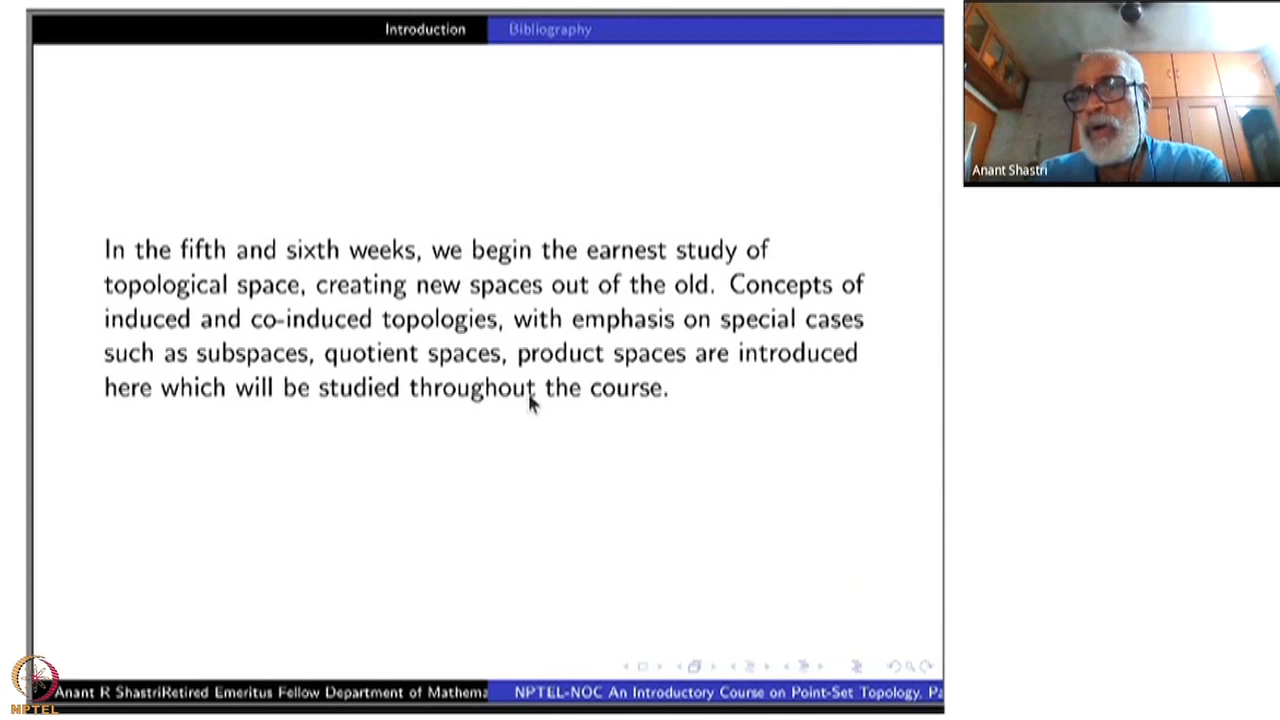 Introduction
Bibliography
Anant Shastri
In the fifth and sixth weeks, we begin the earnest study of
topological space, creating new spaces out of the old. Concepts of
induced and co-induced topologies, with emphasis on special cases
such as subspaces, quotient spaces, product spaces are introduced
here which will be studied throughout the course.
Anant R ShastriRetired Emeritus Fellow Department of Mathema
NPTEL-NOC An Introductory Course on Point-Set Topology, Pa
NPTEL